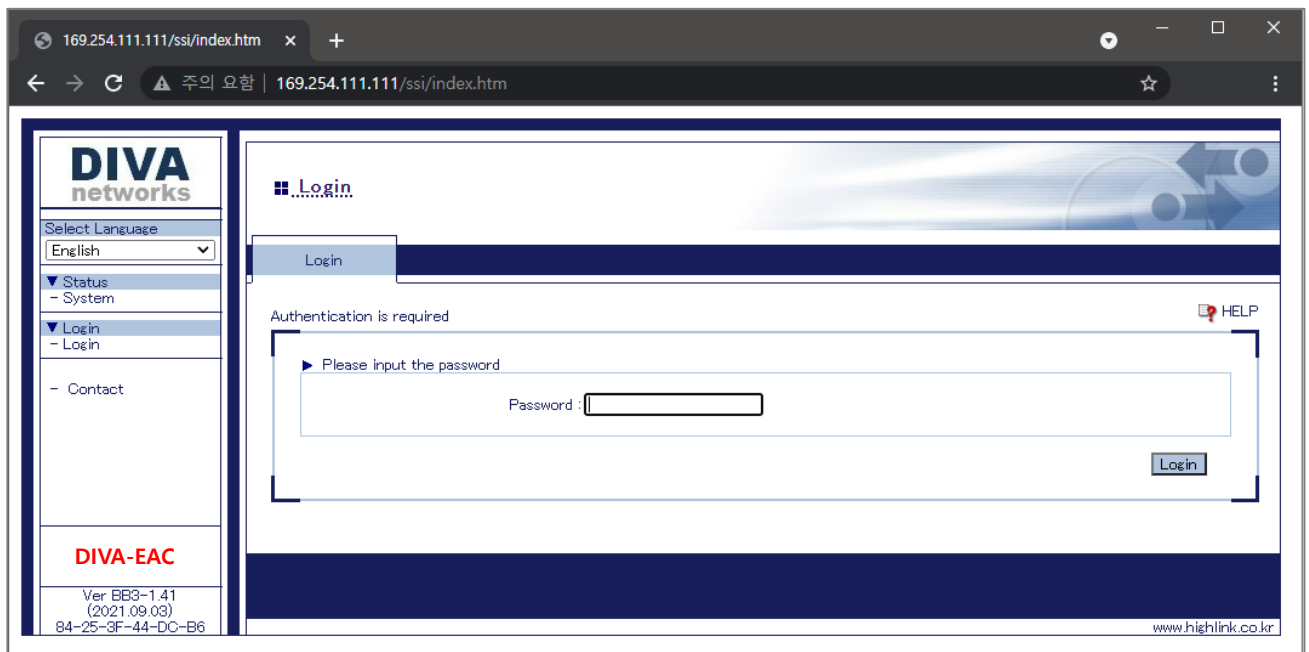 169.254.111.111/ssi/index.htm
주의 요함 | 169.254.111.111/ssi/index.htm
DIVA
networks
Select Language
English
▼ Status
- System
▼ Login
- Login
- Contact
DIVA-EAC
Ver BB3-1.41
(2021.09.03)
84-25-3F-44-DC-B6
Login
Login
Authentication is required
HELP
▶ Please input the password
Password :
Login
www.highlink.co.kr